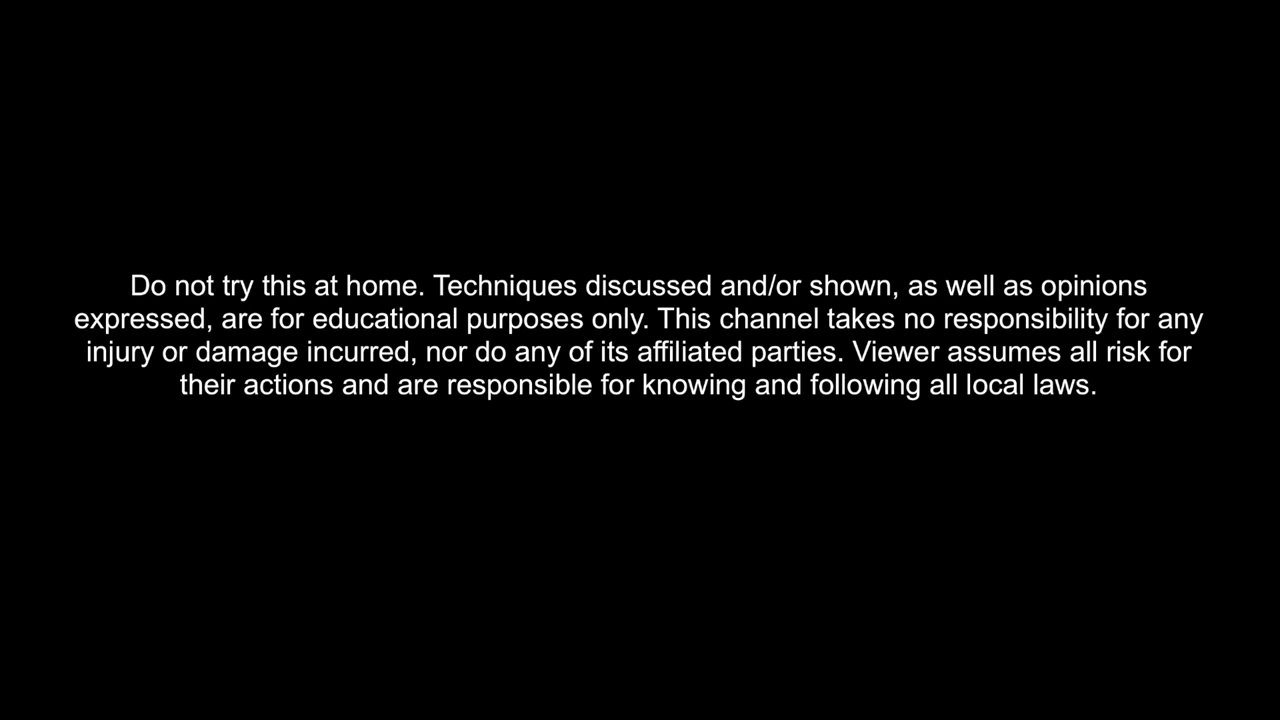 Do not try this at home. Techniques discussed and/or shown, as well as opinions
expressed, are for educational purposes only. This channel takes no responsibility for any
injury or damage incurred, nor do any of its affiliated parties. Viewer assumes all risk for
their actions and are responsible for knowing and following all local laws.